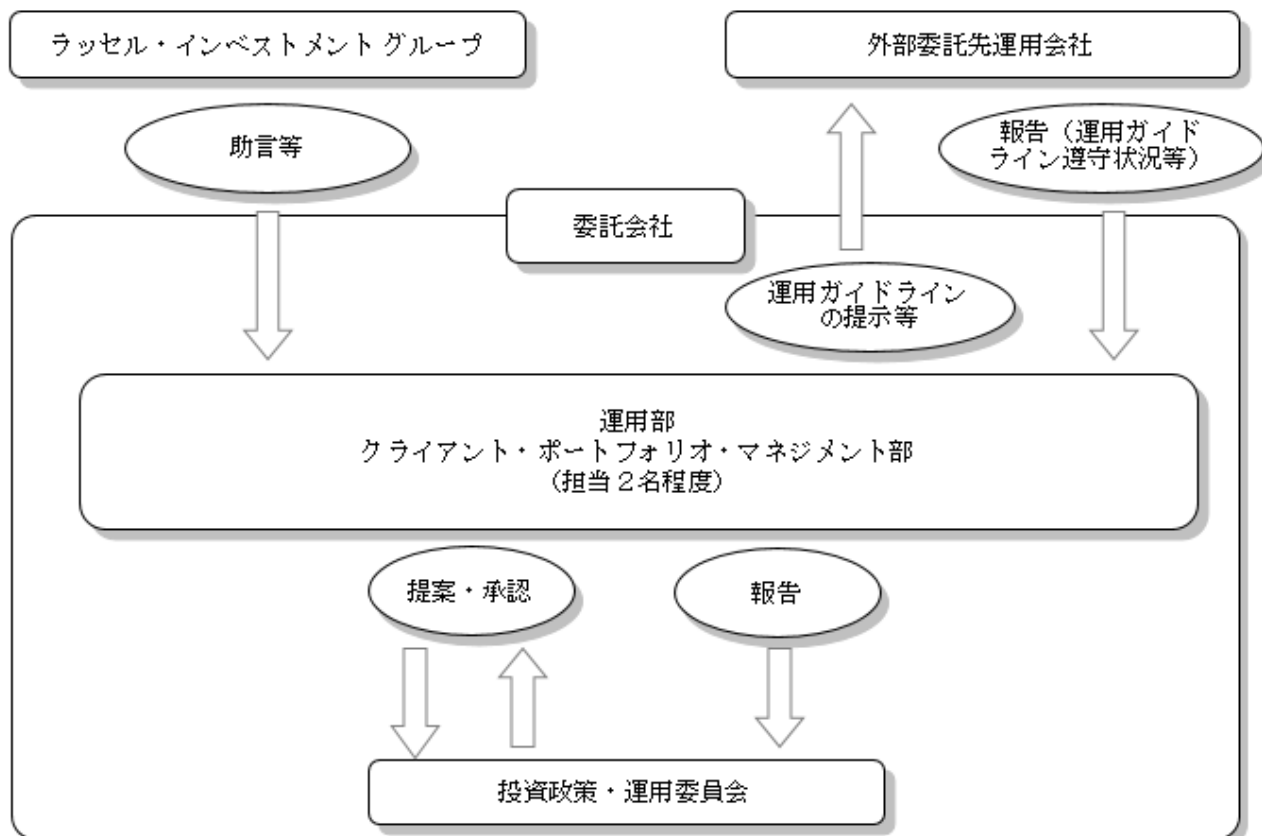 ラッセル・インベストメント グループ
外部委託先運用会社
助言等
報告（運用ガイド
ライン遵守状況等）
委託会社
運用ガイドライン
の提示等
運用部
クライアント・ポートフォリオ・マネジメント部
（担当２名程度）
提案・承認
報告
投資政策・運用委員会